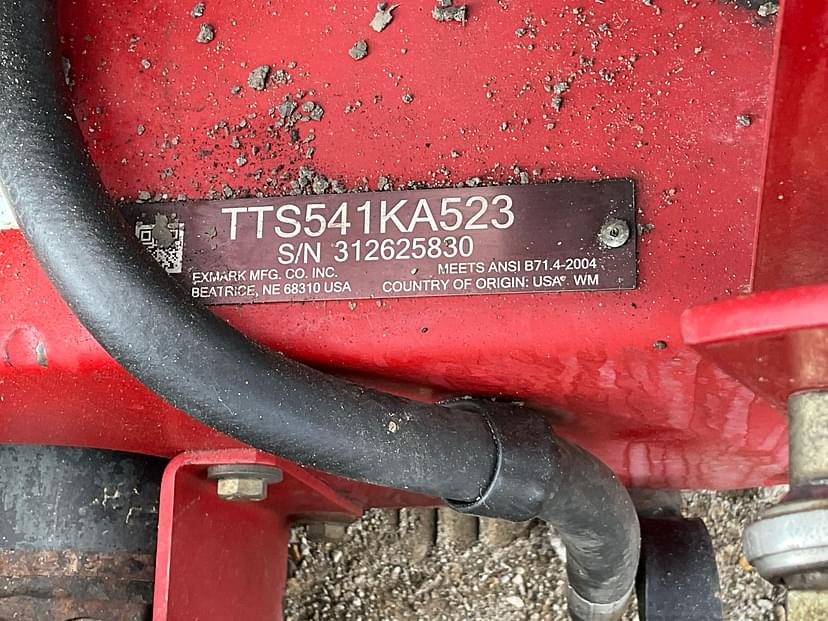 TTS541KA523
S/N 312625830
EXMARK MFG. CO. INC. MEETS ANSI B71.4-2004
BEATRICE, NE 68310 USA COUNTRY OF ORIGIN: USA WM